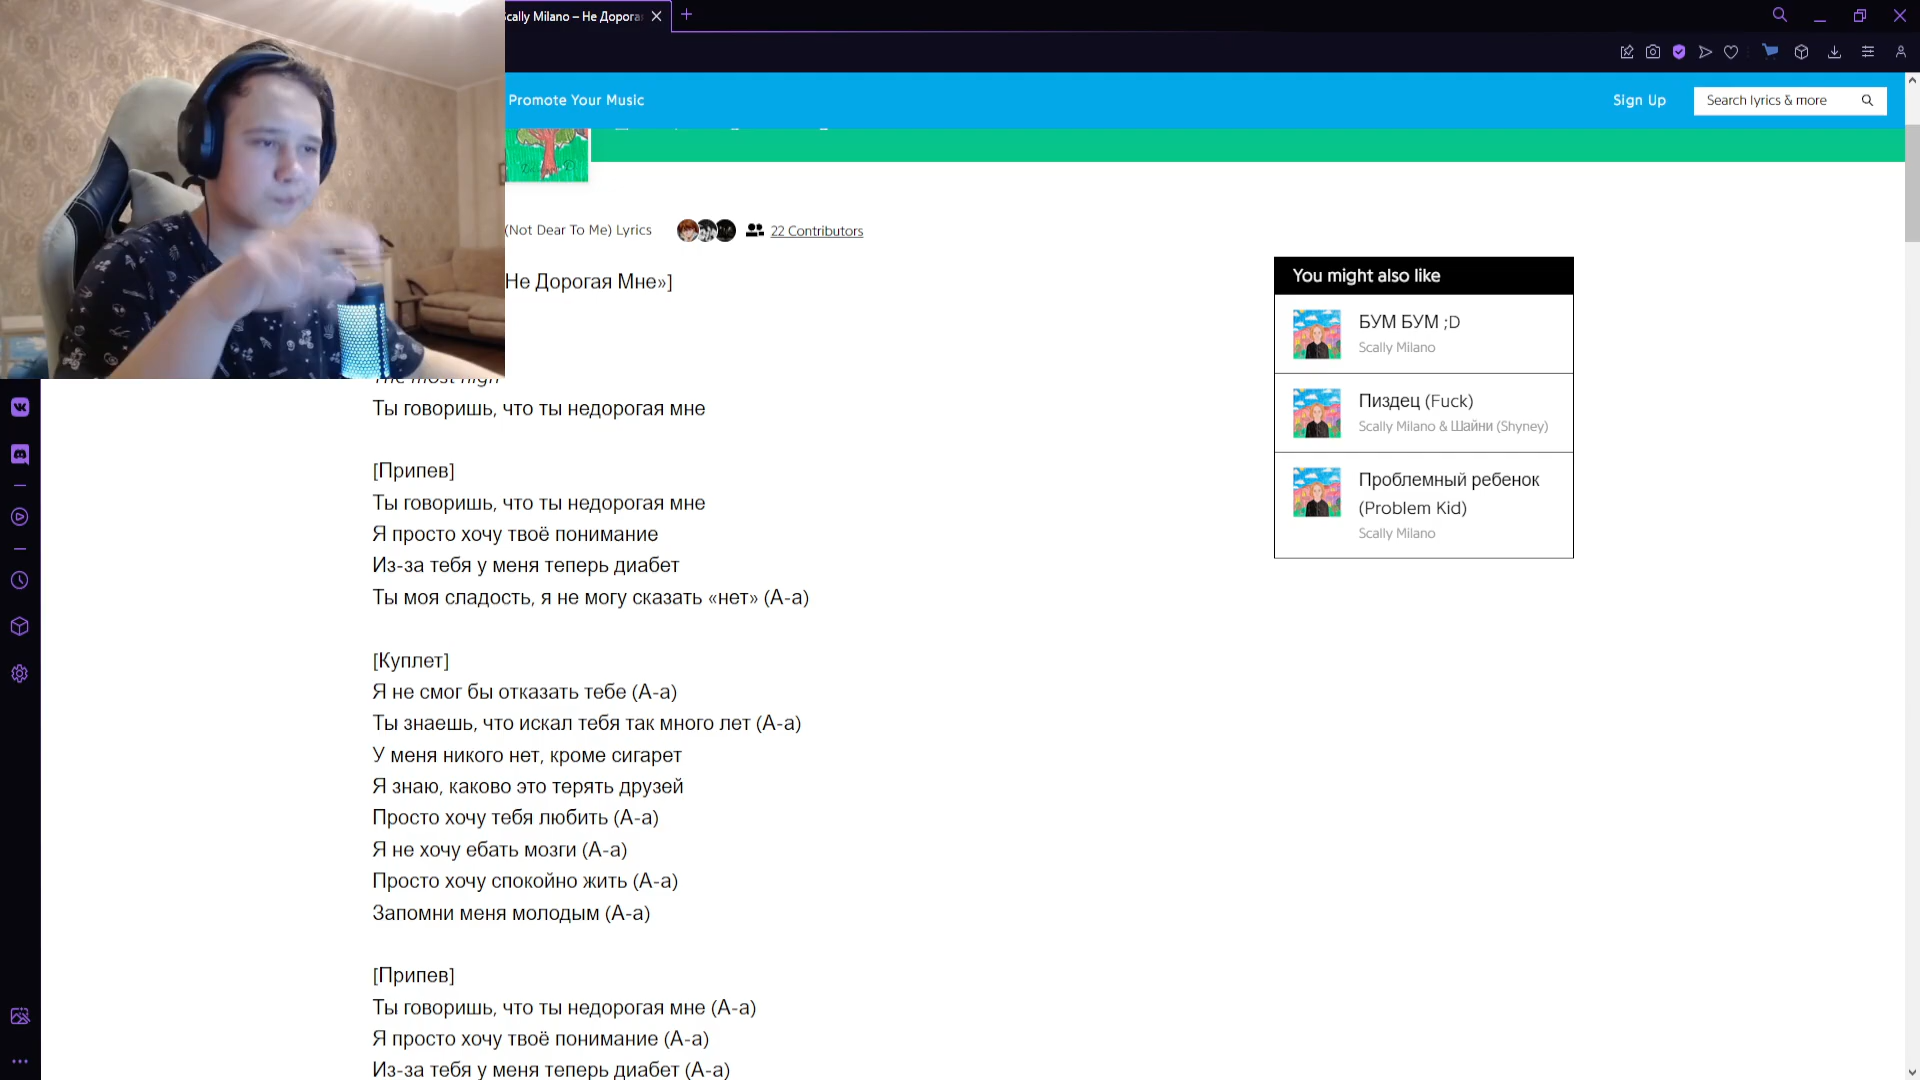 Scally Milano – Не Дорога
Promote Your Music
Sign Up
Search lyrics & more
(Not Dear To Me) Lyrics
22 Contributors
Не Дорогая Мне»]
The most high
Ты говоришь, что ты недорогая мне
[Припев]
Ты говоришь, что ты недорогая мне
Я просто хочу твоё понимание
Из-за тебя у меня теперь диабет
Ты моя сладость, я не могу сказать «нет» (А-а)
[Куплет]
Я не смог бы отказать тебе (А-а)
Ты знаешь, что искал тебя так много лет (А-а)
У меня никого нет, кроме сигарет
Я знаю, каково это терять друзей
Просто хочу тебя любить (А-а)
Я не хочу ебать мозги (А-а)
Просто хочу спокойно жить (А-а)
Запомни меня молодым (А-а)
[Припев]
Ты говоришь, что ты недорогая мне (А-а)
Я просто хочу твоё понимание (А-а)
Из-за тебя у меня теперь диабет (А-а)
You might also like
БУМ БУМ ;D
Scally Milano
Пиздец (Fuck)
Scally Milano & Шайни (Shyney)
Проблемный ребенок
(Problem Kid)
Scally Milano